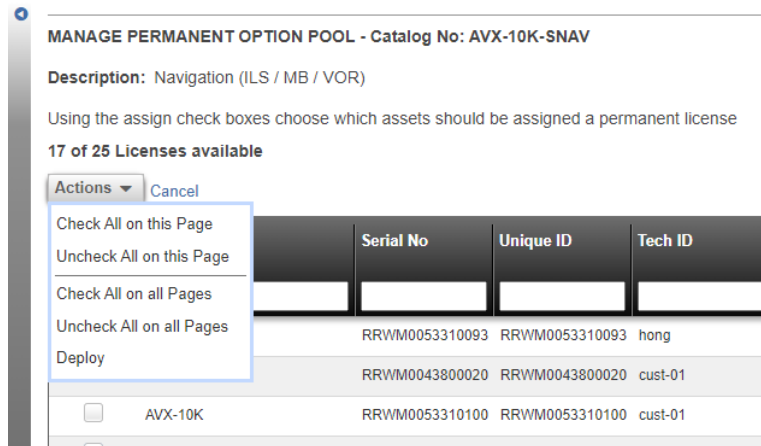 MANAGE PERMANENT OPTION POOL - Catalog No: AVX-10K-SNAV
Description: Navigation (ILS / MB / VOR)
Using the assign check boxes choose which assets should be assigned a permanent license
17 of 25 Licenses available
Actions Cancel
Check All on this Page
Uncheck All on this Page
Check All on all Pages
Uncheck All on all Pages
Deploy
Serial No Unique ID Tech ID
RRWM0053310093 RRWM0053310093 hong
RRWM0043800020 RRWM0043800020 cust-01
AVX-10K RRWM0053310100 RRWM0053310100 cust-01